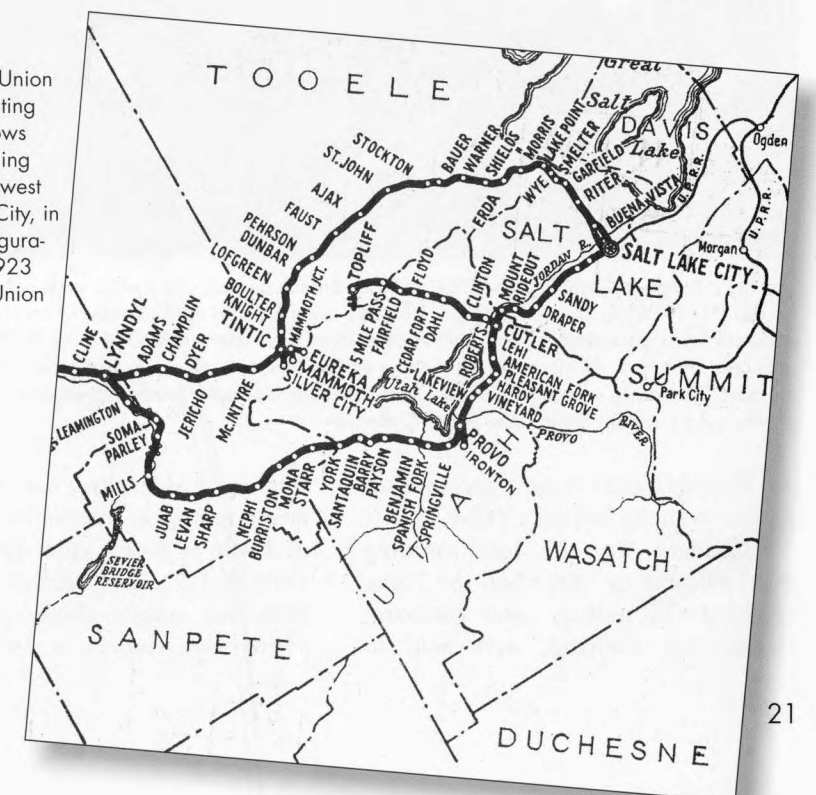 Union
ting
ows
ing
west
City, in
gura-
923
Union
TOOELE
Great
Salt
Lake
DAVIS
Ogden
U.P.R.R.
U.P.R.R.
Morgan
STOCKTON
ST. JOHN
AJAX
FAUST
PEHRSON
DUNBAR
LOFGREEN
BOULTER
KNIGHT
TINTIC
BAUER
WARNER
SHIELDS
MORRIS
LAKE POINT
SMELTER
GARFIELD
RITER
BUENA VISTA
ERDA
WYE
SALT
LAKE
JORDAN R.
SALT LAKE CITY
MAMMOTH JCT.
TOPLIFF
5 MILE PASS
FAIRFIELD
FLOYD
CEDAR FORT
DAHL
CLINTON
MOUNT
RIDEOUT
SANDY
DRAPER
CUTLER
LEHI
AMERICAN FORK
PLEASANT GROVE
HARDY
VINEYARD
ROBERTS
LAKEVIEW
Utah Lake
SUMMIT
Park City
CLINE
LYNNDYL
ADAMS
CHAMPLIN
DYER
JERICHO
McINTYRE
EUREKA
MAMMOTH
SILVER CITY
LEAMINGTON
SOMA
PARLEY
MILLS
JUAB
LEVAN
SHARP
NEPHI
BURRISTON
MONA
STARR
YORK
SANTAQUIN
BARRY
PAYSON
BENJAMIN
SPANISH FORK
SPRINGVILLE
PROVO
IRONTON
PROVO RIVER
UTAH
WASATCH
SEVIER
BRIDGE
RESERVOIR
SANPETE
DUCHESNE
21